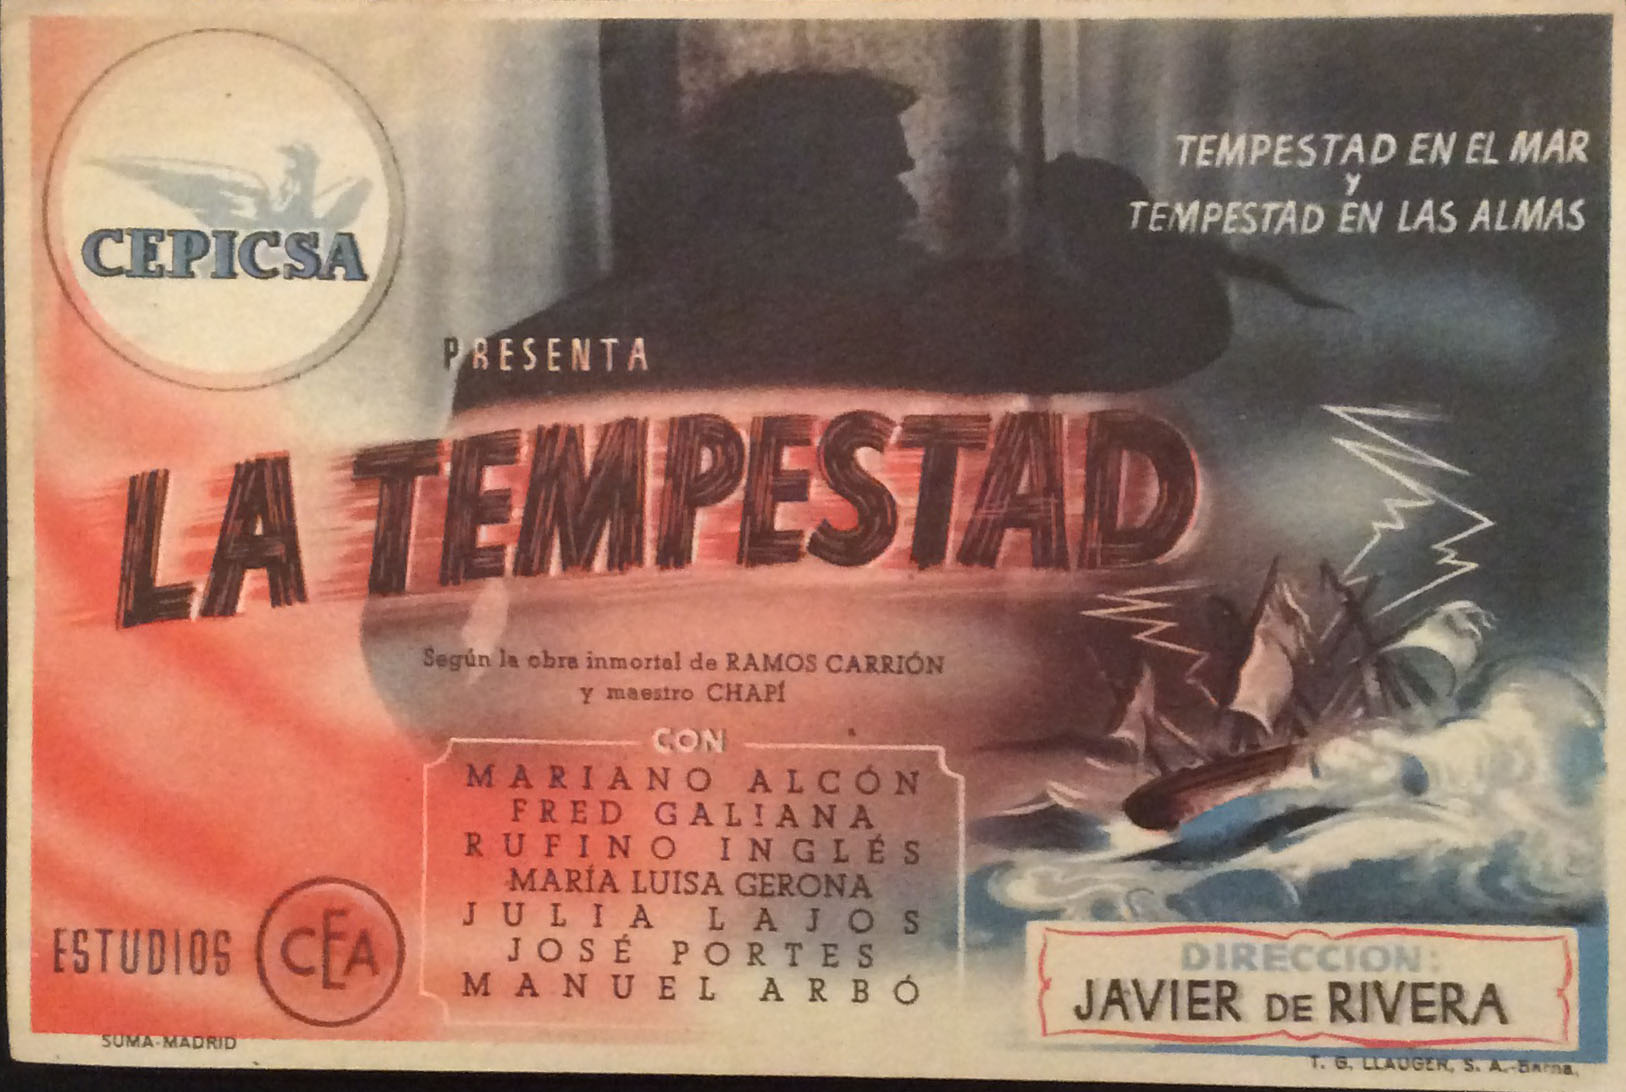 CEPICSA
TEMPESTAD EN EL MAR
Y
TEMPESTAD EN LAS ALMAS
PRESENTA
LA TEMPESTAD
Según la obra inmortal de RAMOS CARRIÓN
y maestro CHAPÍ
CON
MARIANO ALCÓN
FRED GALIANA
RUFINO INGLÉS
MARÍA LUISA GERONA
JULIA LAJOS
JOSÉ PORTES
MANUEL ARBÓ
ESTUDIOS CEA
DIRECCION:
JAVIER DE RIVERA
SUMA-MADRID
T. G. LLAUGER, S. A.-Barna.